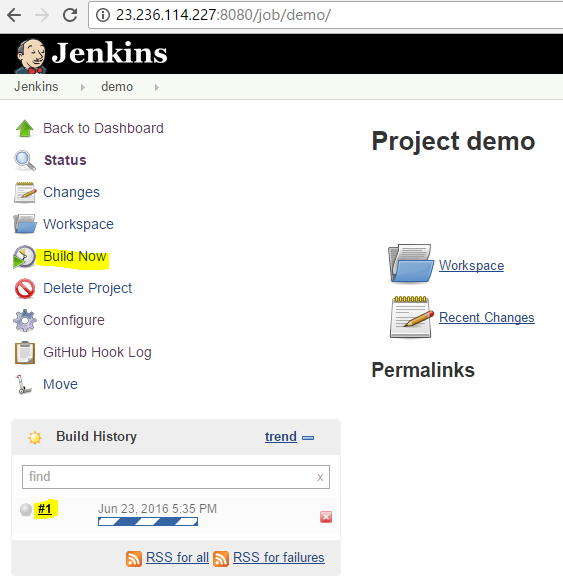 23.236.114.227:8080/job/demo/
Jenkins
Jenkins demo
Back to Dashboard
Status
Changes
Workspace
Build Now
Delete Project
Configure
GitHub Hook Log
Move
Build History trend
find x
#1 Jun 23, 2016 5:35 PM
RSS for all RSS for failures
Project demo
Workspace
Recent Changes
Permalinks